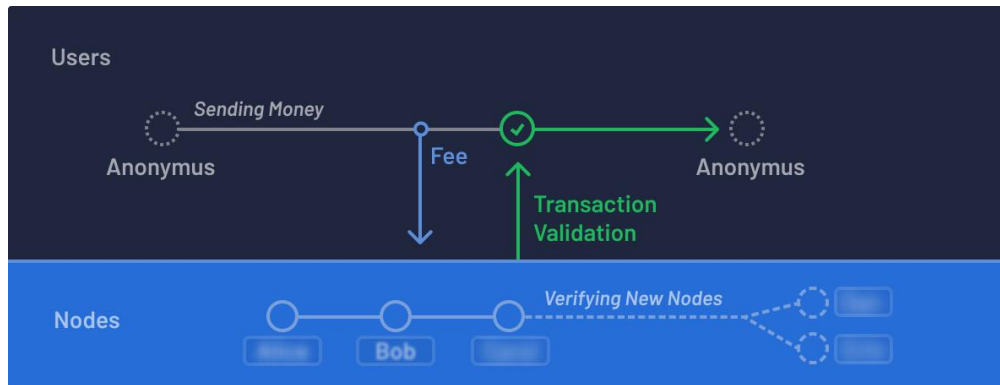 Users
Sending Money
Anonymus
Fee
Anonymus
Transaction
Validation
Verifying New Nodes
Nodes
Bob